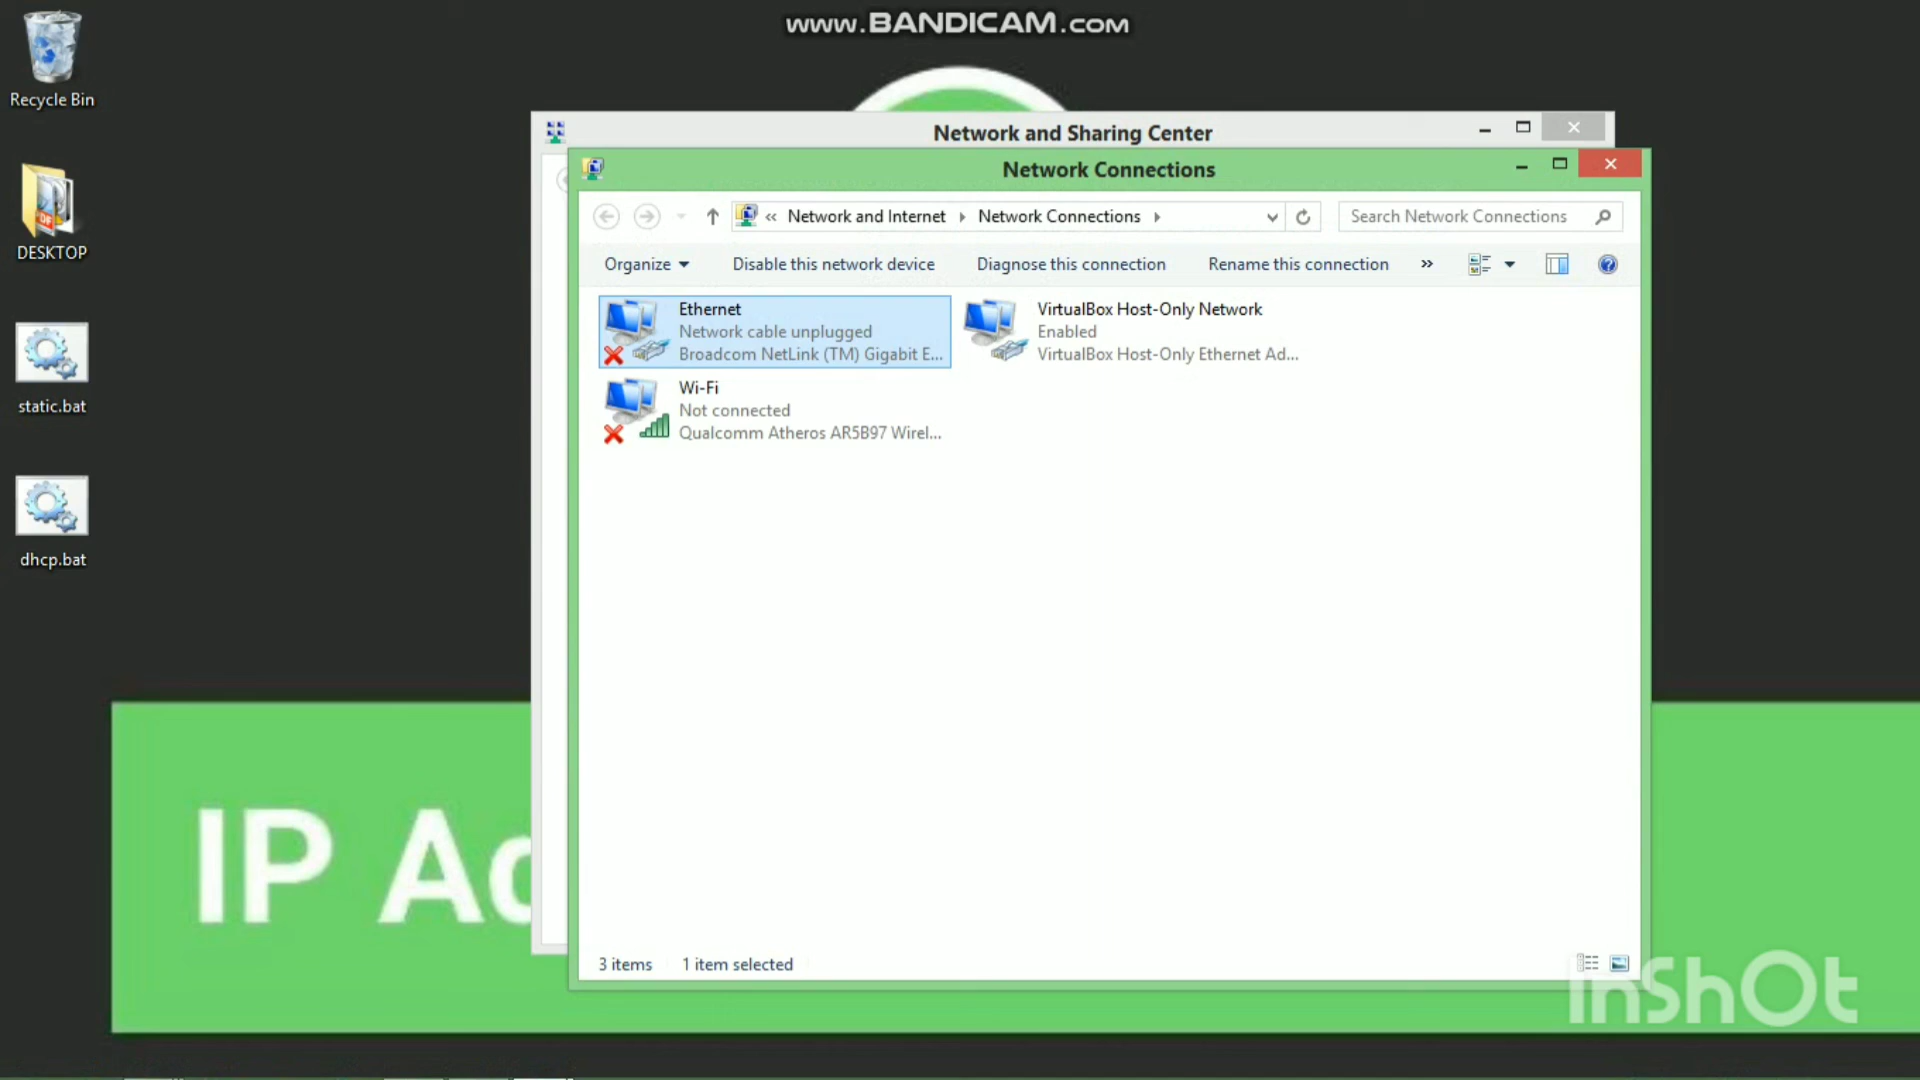 www.BANDICAM.com
Recycle Bin
DESKTOP
static.bat
dhcp.bat
Network and Sharing Center
Network Connections
« Network and Internet Network Connections
Search Network Connections
Organize Disable this network device Diagnose this connection Rename this connection »
Ethernet
Network cable unplugged
Broadcom NetLink (TM) Gigabit E...
VirtualBox Host-Only Network
Enabled
VirtualBox Host-Only Ethernet Ad...
Wi-Fi
Not connected
Qualcomm Atheros AR5B97 Wirel...
IP Ad
3 items 1 item selected
InShOt